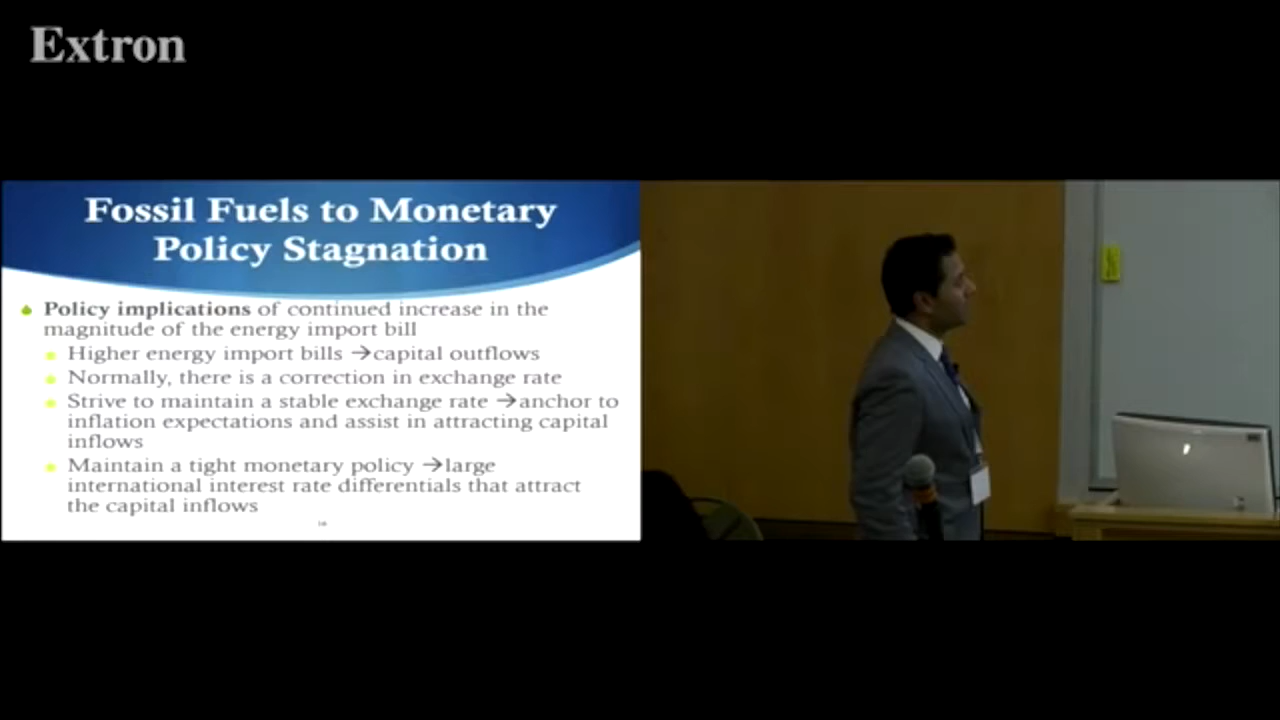 Extron
Fossil Fuels to Monetary
Policy Stagnation
Policy implications of continued increase in the
magnitude of the energy import bill
Higher energy import bills →capital outflows
Normally, there is a correction in exchange rate
Strive to maintain a stable exchange rate →anchor to
inflation expectations and assist in attracting capital
inflows
Maintain a tight monetary policy →large
international interest rate differentials that attract
the capital inflows